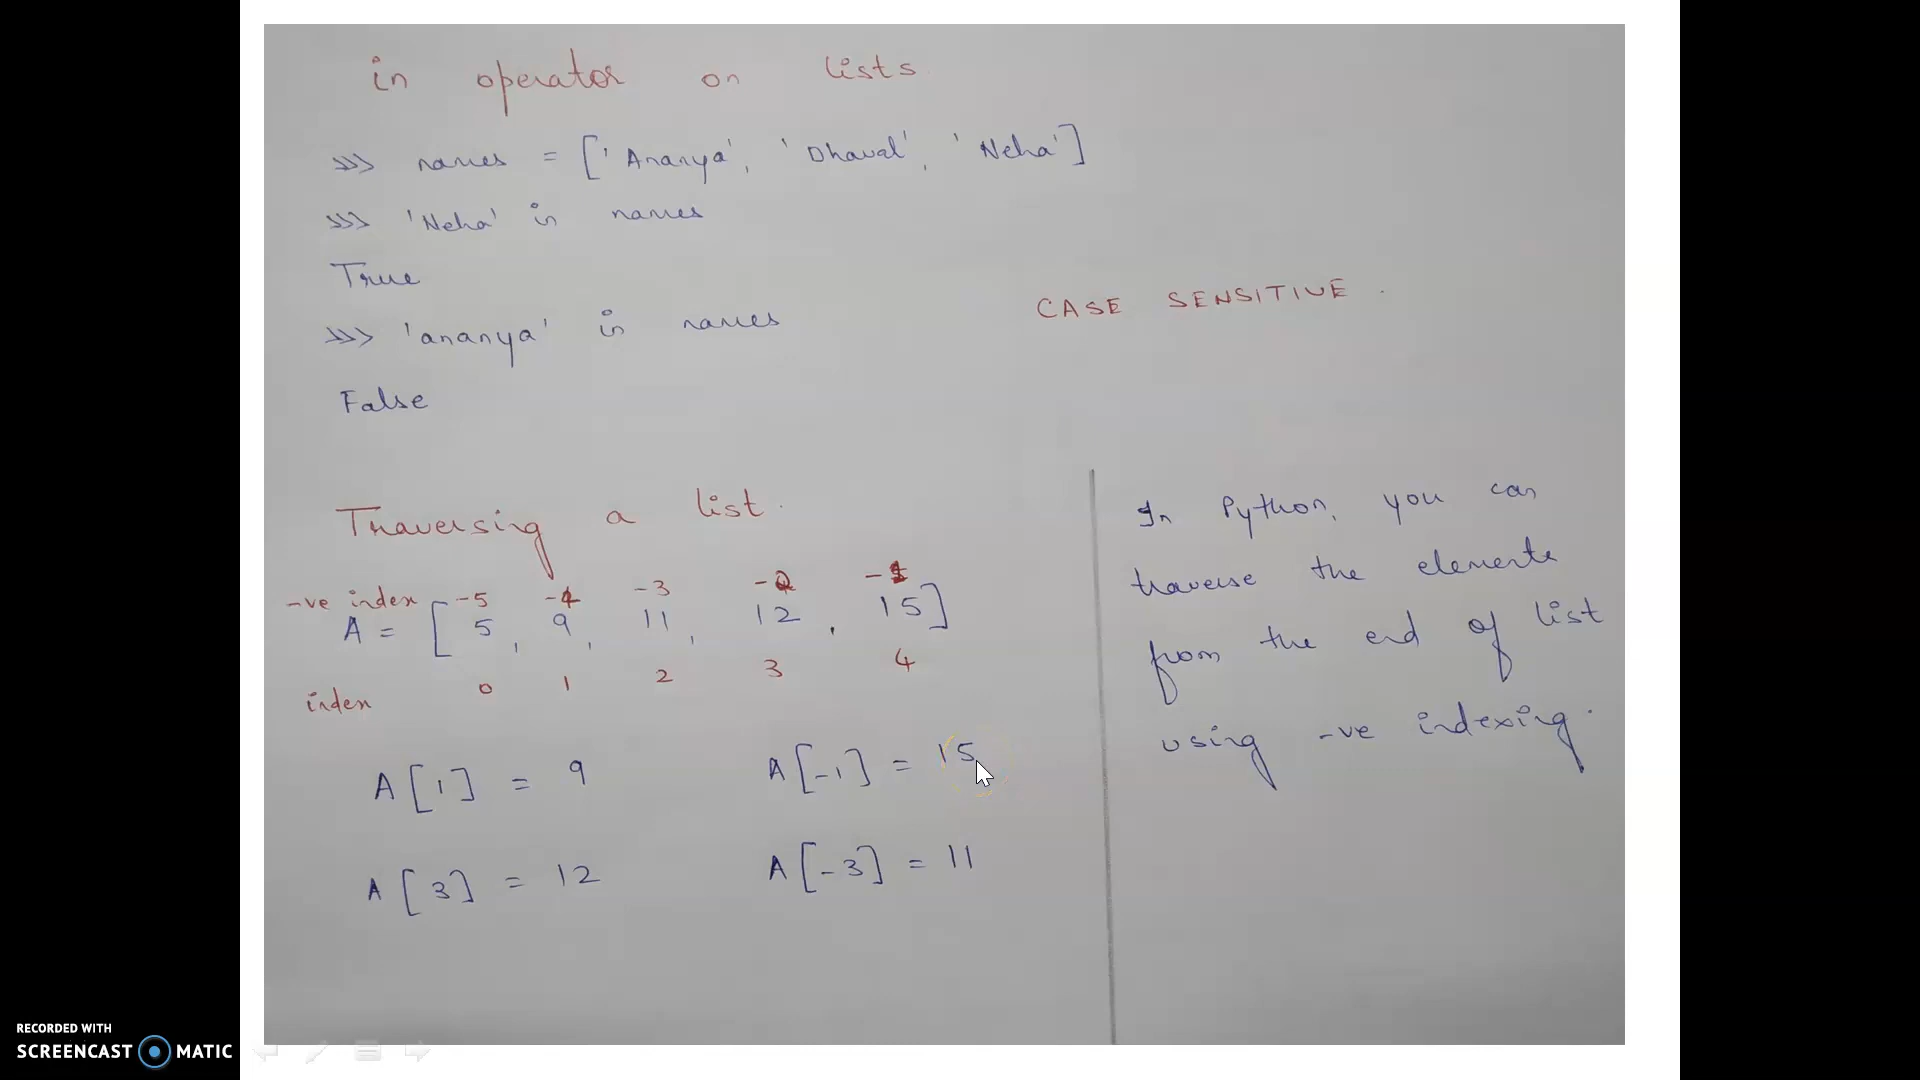 in operator on lists
>>> names = ['Ananya', 'Dhaval', 'Neha']
>>> 'Neha' in names
True
>>> 'ananya' in names
CASE SENSITIVE.
False
Traversing a list.
-ve index -5 -4 -3 -2 -1
A = [5, 9, 11, 12, 15]
index 0 1 2 3 4
A[1] = 9 A[-1] = 15
A[3] = 12 A[-3] = 11
In Python, you can
traverse the elements
from the end of list
using -ve indexing.
RECORDED WITH
SCREENCAST MATIC